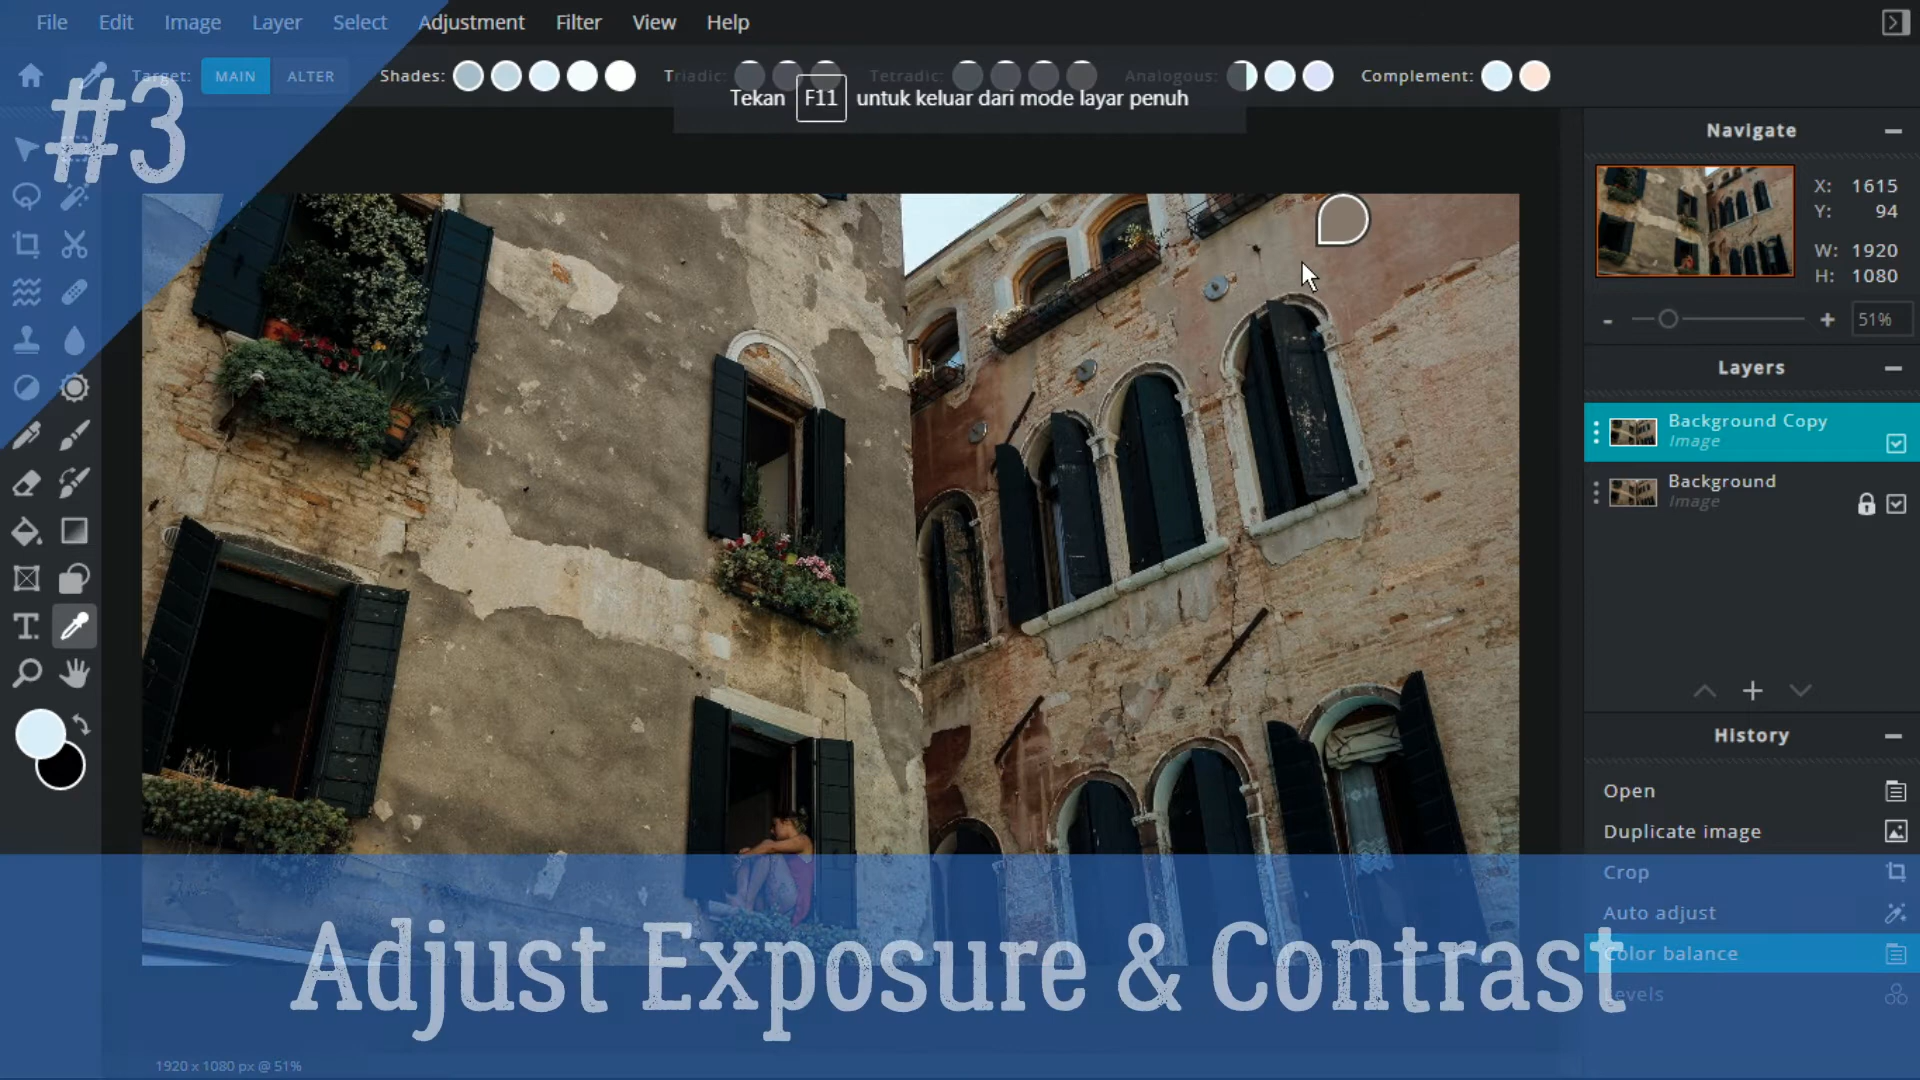 File Edit Image Layer Select Adjustment Filter View Help
Target: MAIN ALTER Shades: Triadic: Tetradic: Analogous: Complement:
Tekan F11 untuk keluar dari mode layar penuh
#3
Navigate
X: 1615
Y: 94
W: 1920
H: 1080
- + 51%
Layers
Background Copy
Image
Background
Image
History
Open
Duplicate image
Crop
Auto adjust
Color balance
Levels
Adjust Exposure & Contrast
1920 x 1080 px @ 51%